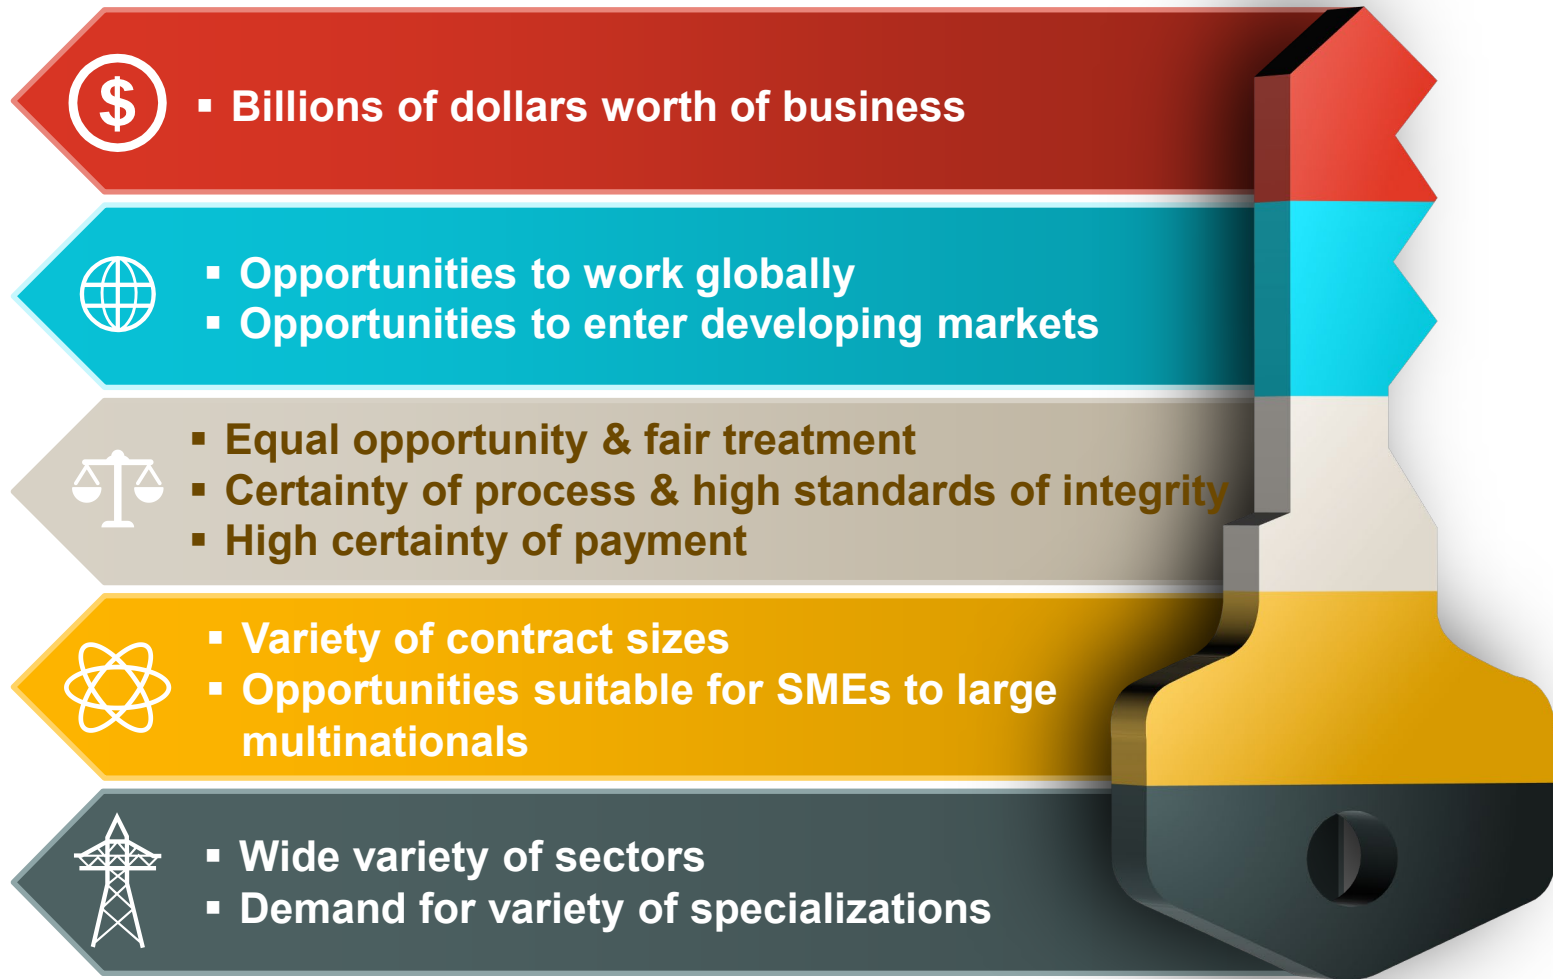 $
▪ Billions of dollars worth of business
▪ Opportunities to work globally
▪ Opportunities to enter developing markets
▪ Equal opportunity & fair treatment
▪ Certainty of process & high standards of integrity
▪ High certainty of payment
▪ Variety of contract sizes
▪ Opportunities suitable for SMEs to large
multinationals
▪ Wide variety of sectors
▪ Demand for variety of specializations